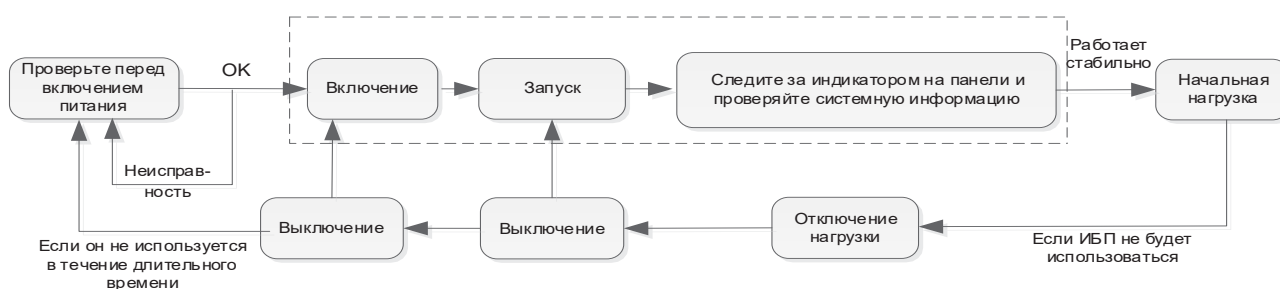 Проверьте перед
включением
питания
OK
Включение
Запуск
Следите за индикатором на панели и
проверяйте системную информацию
Работает
стабильно
Начальная
нагрузка
Неисправ-
ность
Выключение
Выключение
Отключение
нагрузки
Если ИБП не будет
использоваться
Если он не используется
в течение длительного
времени